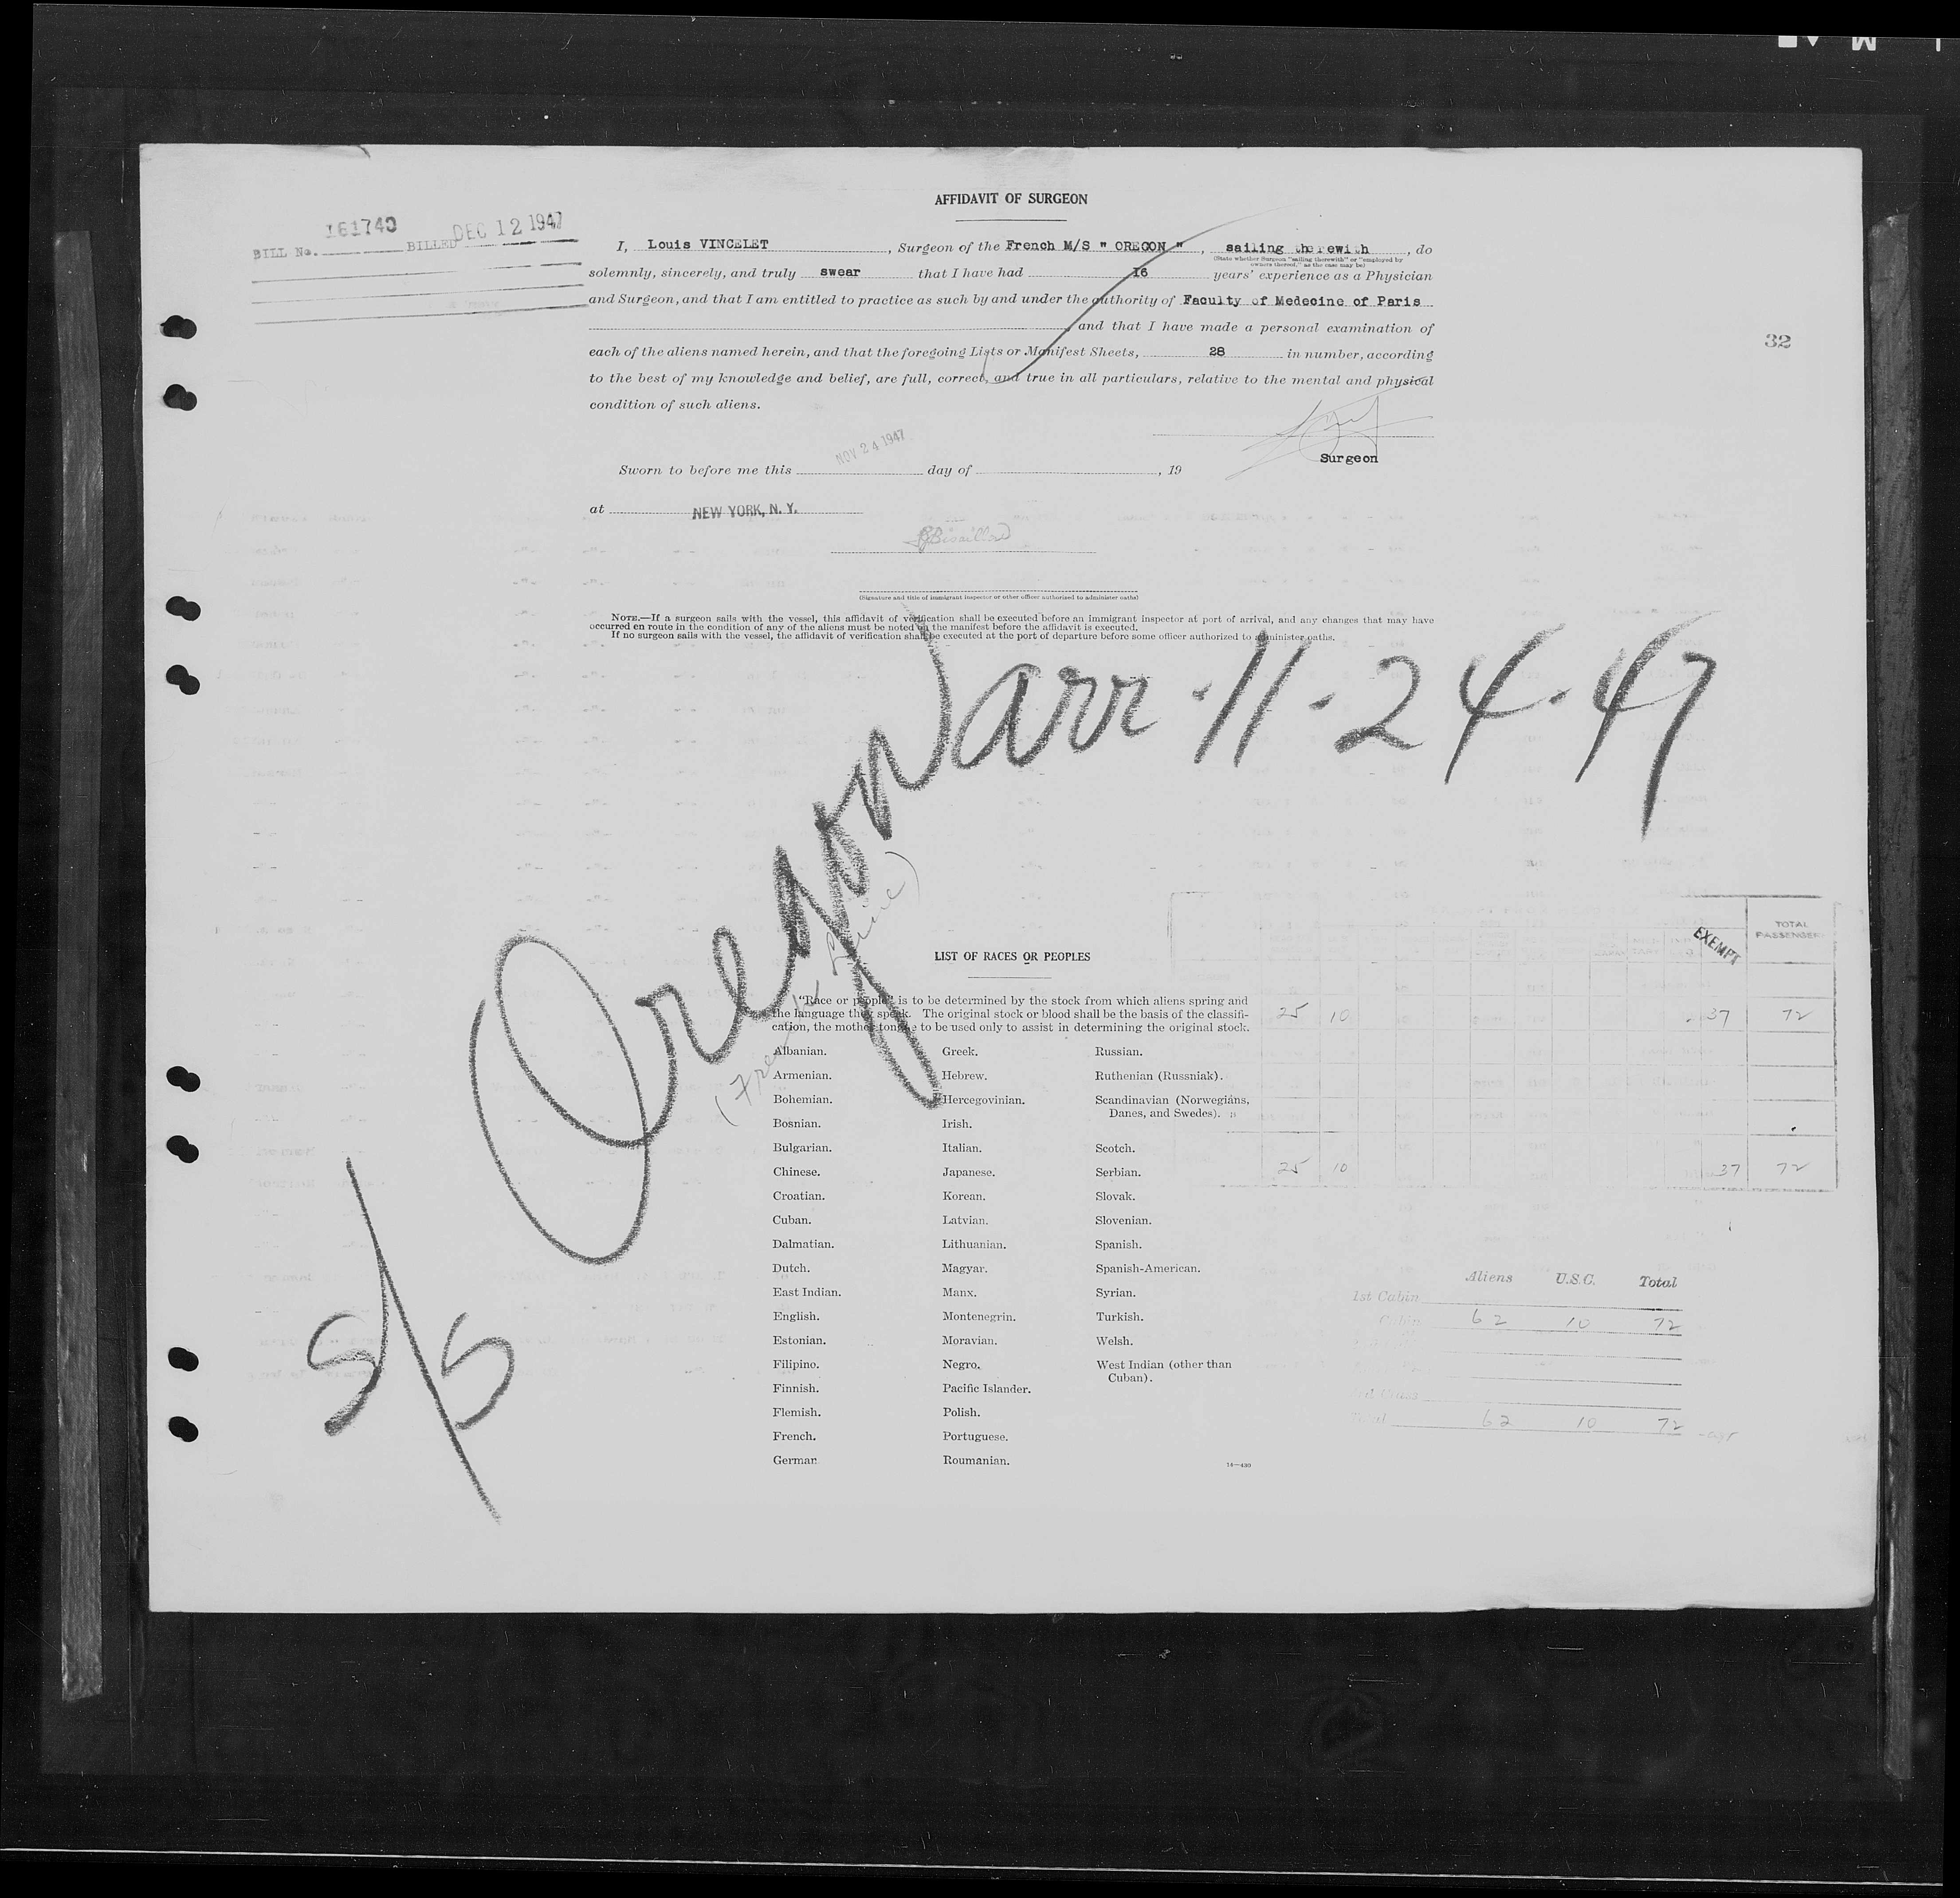 AFFIDAVIT OF SURGEON
BILL No. 161740 BILLED DEC 12 1947
I, Louis VINCELET, Surgeon of the French M/S " OREGON ", sailing therewith, do
(State whether Surgeon "sailing therewith" or "employed by
owners thereof," as the case may be)
solemnly, sincerely, and truly swear that I have had 16 years' experience as a Physician
and Surgeon, and that I am entitled to practice as such by and under the authority of Faculty of Medecine of Paris
, and that I have made a personal examination of
each of the aliens named herein, and that the foregoing Lists or Manifest Sheets, 28 in number, according
to the best of my knowledge and belief, are full, correct, and true in all particulars, relative to the mental and physical
condition of such aliens.
32
Surgeon
NOV 24 1947
Sworn to before me this day of , 19
at NEW YORK, N. Y.
(Signature and title of immigrant inspector or other officer authorized to administer oaths)
NOTE.—If a surgeon sails with the vessel, this affidavit of verification shall be executed before an immigrant inspector at port of arrival, and any changes that may have
occurred en route in the condition of any of the aliens must be noted on the manifest before the affidavit is executed.
If no surgeon sails with the vessel, the affidavit of verification shall be executed at the port of departure before some officer authorized to administer oaths.
S/S Oregon arr - 11 - 24 - 47
(French Line)
LIST OF RACES OR PEOPLES
"Race or people" is to be determined by the stock from which aliens spring and
the language they speak. The original stock or blood shall be the basis of the classifi-
cation, the mother tongue to be used only to assist in determining the original stock.
Albanian. Greek. Russian.
Armenian. Hebrew. Ruthenian (Russniak).
Bohemian. Hercegovinian. Scandinavian (Norwegians,
Danes, and Swedes).
Bosnian. Irish.
Bulgarian. Italian. Scotch.
Chinese. Japanese. Serbian.
Croatian. Korean. Slovak.
Cuban. Latvian. Slovenian.
Dalmatian. Lithuanian. Spanish.
Dutch. Magyar. Spanish-American.
East Indian. Manx. Syrian.
English. Montenegrin. Turkish.
Estonian. Moravian. Welsh.
Filipino. Negro. West Indian (other than
Cuban).
Finnish. Pacific Islander.
Flemish. Polish.
French. Portuguese.
German Roumanian.
16—430
EXEMPT TOTAL
PASSENGER
25 10 37 72
25 10 37 72
Aliens U.S.C. Total
1st Cabin
Cabin 62 10 72
3rd Class
Total 62 10 72